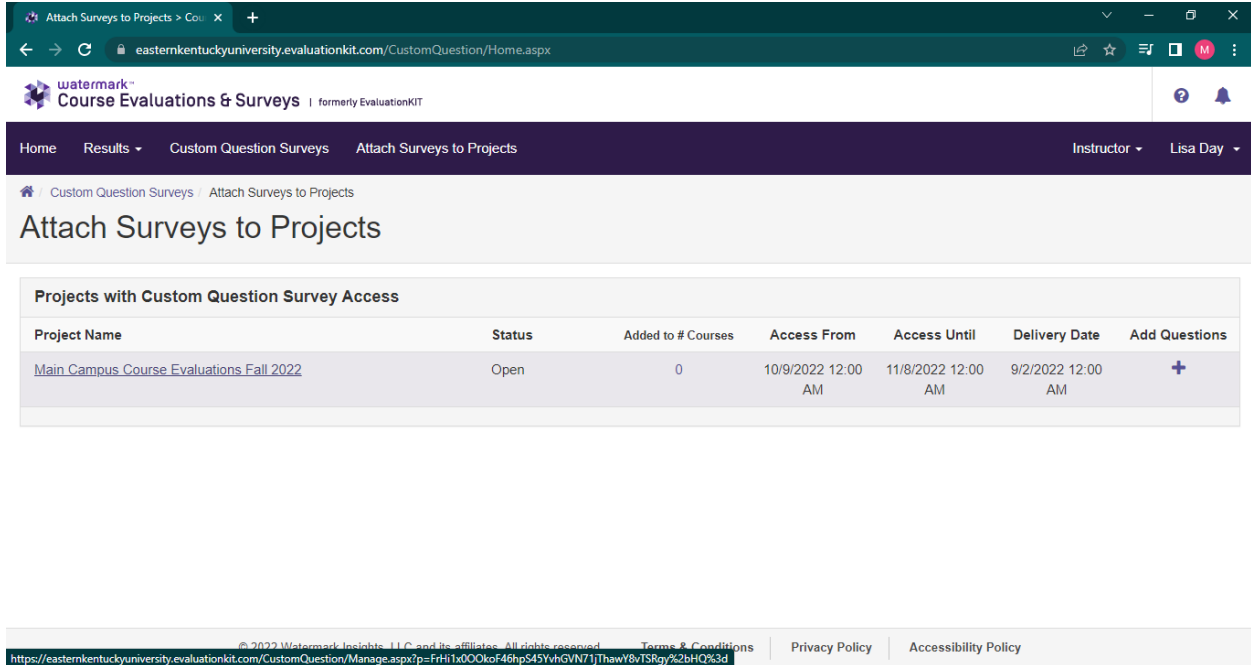 Attach Surveys to Projects > Cou
easternkentuckyuniversity.evaluationkit.com/CustomQuestion/Home.aspx
M
watermark™
Course Evaluations & Surveys | formerly EvaluationKIT
Home Results Custom Question Surveys Attach Surveys to Projects Instructor Lisa Day
/ Custom Question Surveys / Attach Surveys to Projects
Attach Surveys to Projects
Projects with Custom Question Survey Access
Project Name Status Added to # Courses Access From Access Until Delivery Date Add Questions
Main Campus Course Evaluations Fall 2022 Open 0 10/9/2022 12:00 11/8/2022 12:00 9/2/2022 12:00
AM AM AM
© 2022 Watermark Insights, LLC and its affiliates. All rights reserved. Terms & Conditions Privacy Policy Accessibility Policy
https://easternkentuckyuniversity.evaluationkit.com/CustomQuestion/Manage.aspx?p=FrHi1x0OOkoF46hpS45YvhGVN71jThawY8vTSRgy%2bHQ%3d